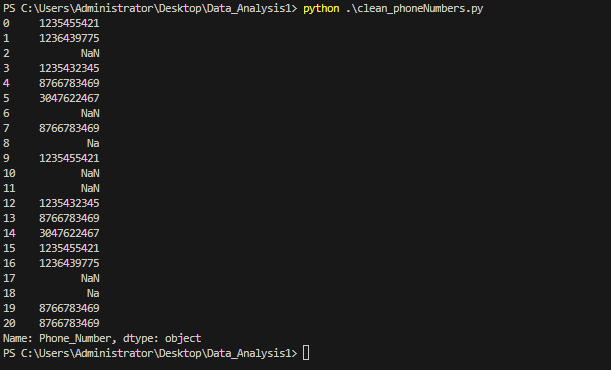 PS C:\Users\Administrator\Desktop\Data_Analysis1> python .\clean_phoneNumbers.py
0 1235455421
1 1236439775
2 NaN
3 1235432345
4 8766783469
5 3047622467
6 NaN
7 8766783469
8 Na
9 1235455421
10 NaN
11 NaN
12 1235432345
13 8766783469
14 3047622467
15 1235455421
16 1236439775
17 NaN
18 Na
19 8766783469
20 8766783469
Name: Phone_Number, dtype: object
PS C:\Users\Administrator\Desktop\Data_Analysis1>